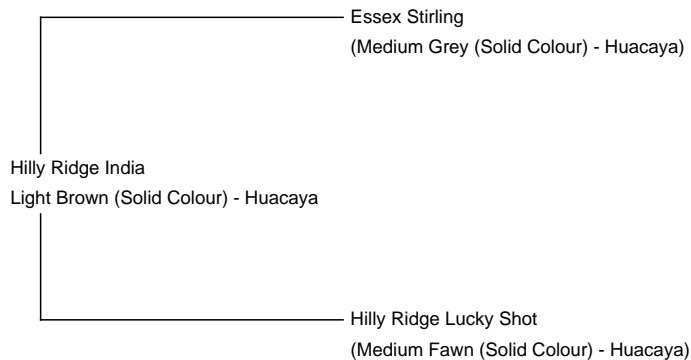 Essex Stirling
(Medium Grey (Solid Colour) - Huacaya)
Hilly Ridge India
Light Brown (Solid Colour) - Huacaya
Hilly Ridge Lucky Shot
(Medium Fawn (Solid Colour) - Huacaya)